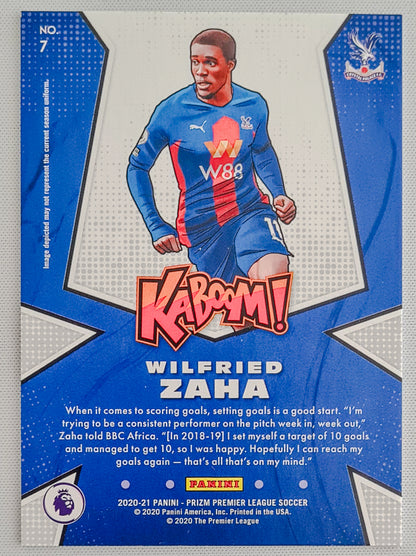 NO.
7
CRYSTAL PALACE F.C.
Image depicted may not represent the current season uniform.
W88
11
KABOOM!
WILFRIED
ZAHA
When it comes to scoring goals, setting goals is a good start. “I’m
trying to be a consistent performer on the pitch week in, week out,”
Zaha told BBC Africa. “[In 2018-19] I set myself a target of 10 goals
and managed to get 10, so I was happy. Hopefully I can reach my
goals again — that’s all that’s on my mind.”
PANINI
2020-21 PANINI - PRIZM PREMIER LEAGUE SOCCER
© 2020 Panini America, Inc. Printed in the USA.
© 2020 The Premier League